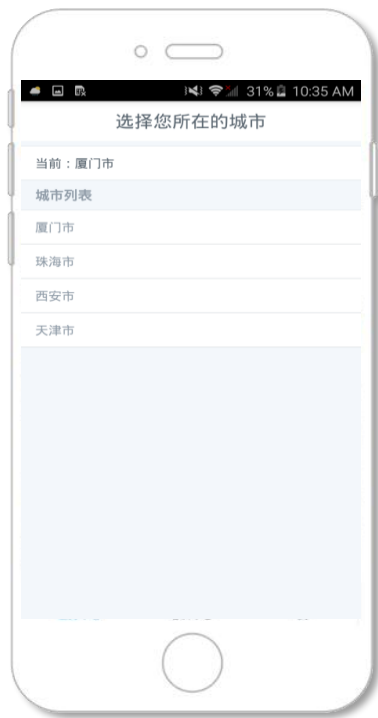 31% 10:35 AM
选择您所在的城市
当前：厦门市
城市列表
厦门市
珠海市
西安市
天津市